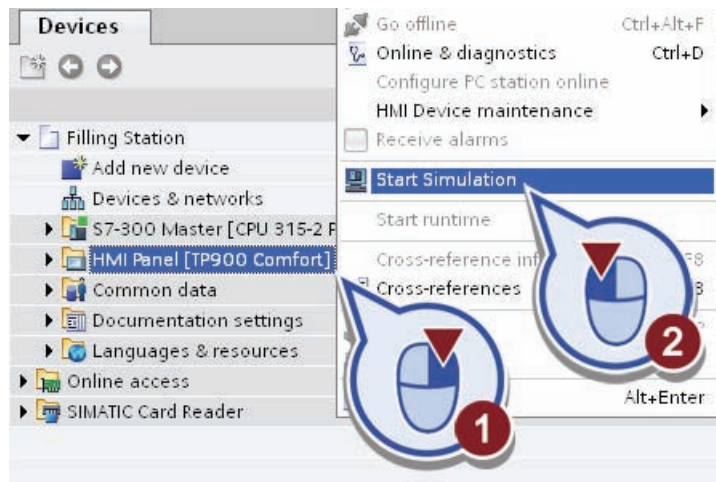 Devices
Filling Station
Add new device
Devices & networks
S7-300 Master [CPU 315-2 P
HMI Panel [TP900 Comfort]
Common data
Documentation settings
Languages & resources
Online access
SIMATIC Card Reader
Go offline Ctrl+Alt+F
Online & diagnostics Ctrl+D
Configure PC station online
HMI Device maintenance
Receive alarms
Start Simulation
Start runtime
Cross-reference
Cross-references
Alt+Enter
1
2